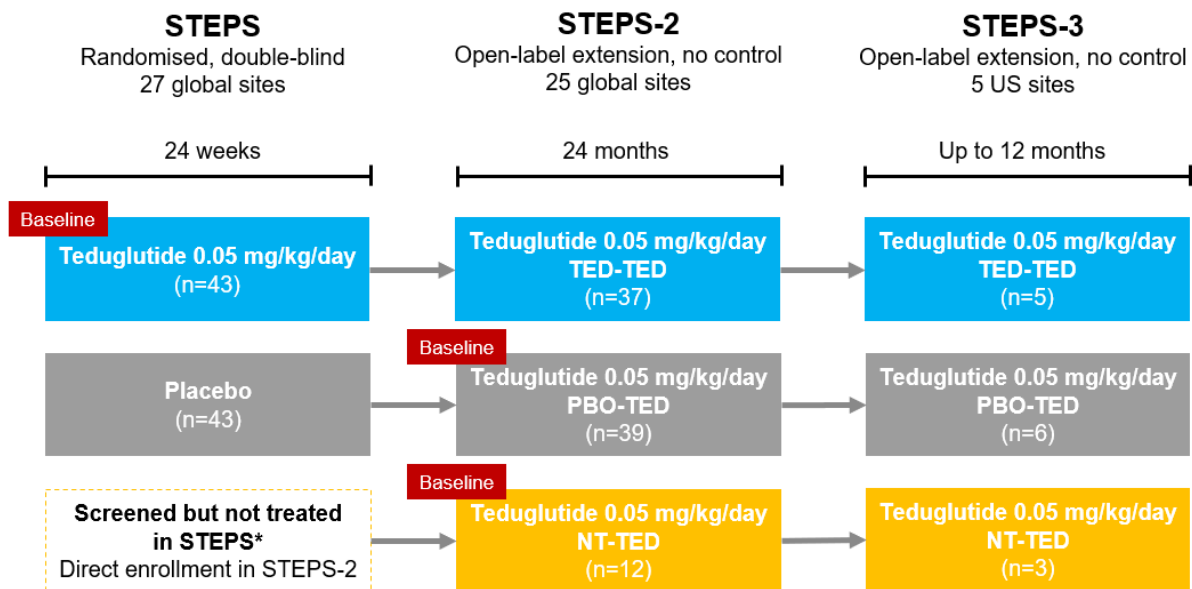 STEPS
Randomised, double-blind
27 global sites
STEPS-2
Open-label extension, no control
25 global sites
STEPS-3
Open-label extension, no control
5 US sites
24 weeks
24 months
Up to 12 months
Baseline
Teduglutide 0.05 mg/kg/day
(n=43)
Teduglutide 0.05 mg/kg/day
TED-TED
(n=37)
Teduglutide 0.05 mg/kg/day
TED-TED
(n=5)
Placebo
(n=43)
Baseline
Teduglutide 0.05 mg/kg/day
PBO-TED
(n=39)
Teduglutide 0.05 mg/kg/day
PBO-TED
(n=6)
Screened but not treated
in STEPS*
Direct enrollment in STEPS-2
Baseline
Teduglutide 0.05 mg/kg/day
NT-TED
(n=12)
Teduglutide 0.05 mg/kg/day
NT-TED
(n=3)